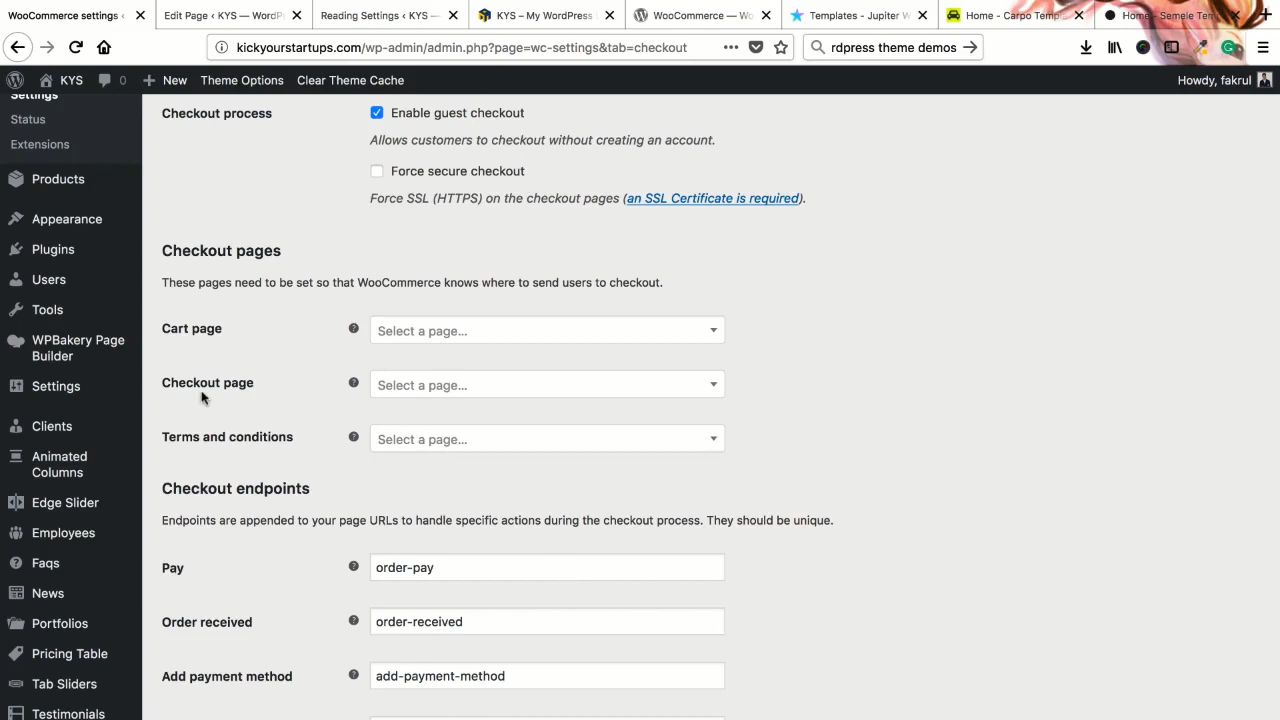 WooCommerce settings ‹
Edit Page ‹ KYS — WordP
Reading Settings ‹ KYS —
KYS – My WordPress
WooCommerce — Wo
Templates - Jupiter W
Home - Carpo Temp
Home - Semele Tem
kickyourstartups.com/wp-admin/admin.php?page=wc-settings&tab=checkout
rdpress theme demos
KYS
0
New
Theme Options
Clear Theme Cache
Howdy, fakrul
Settings
Status
Extensions
Products
Appearance
Plugins
Users
Tools
WPBakery Page
Builder
Settings
Clients
Animated
Columns
Edge Slider
Employees
Faqs
News
Portfolios
Pricing Table
Tab Sliders
Testimonials
Checkout process
Enable guest checkout
Allows customers to checkout without creating an account.
Force secure checkout
Force SSL (HTTPS) on the checkout pages (an SSL Certificate is required).
Checkout pages
These pages need to be set so that WooCommerce knows where to send users to checkout.
Cart page
Select a page...
Checkout page
Select a page...
Terms and conditions
Select a page...
Checkout endpoints
Endpoints are appended to your page URLs to handle specific actions during the checkout process. They should be unique.
Pay
order-pay
Order received
order-received
Add payment method
add-payment-method